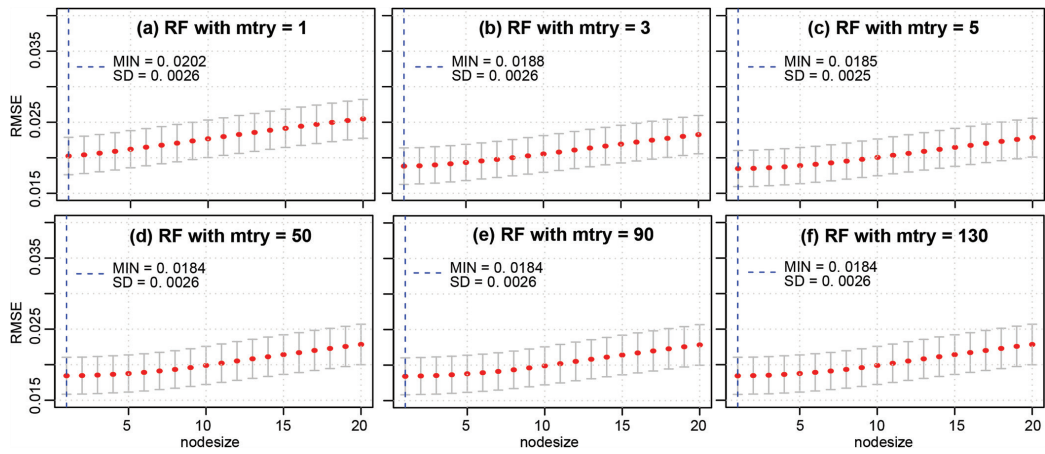 (a) RF with mtry = 1
MIN = 0. 0202
SD = 0. 0026
(b) RF with mtry = 3
MIN = 0. 0188
SD = 0. 0026
(c) RF with mtry = 5
MIN = 0. 0185
SD = 0. 0025
RMSE
0.035
0.025
0.015
(d) RF with mtry = 50
MIN = 0. 0184
SD = 0. 0026
(e) RF with mtry = 90
MIN = 0. 0184
SD = 0. 0026
(f) RF with mtry = 130
MIN = 0. 0184
SD = 0. 0026
RMSE
0.035
0.025
0.015
5 10 15 20
5 10 15 20
5 10 15 20
nodesize
nodesize
nodesize